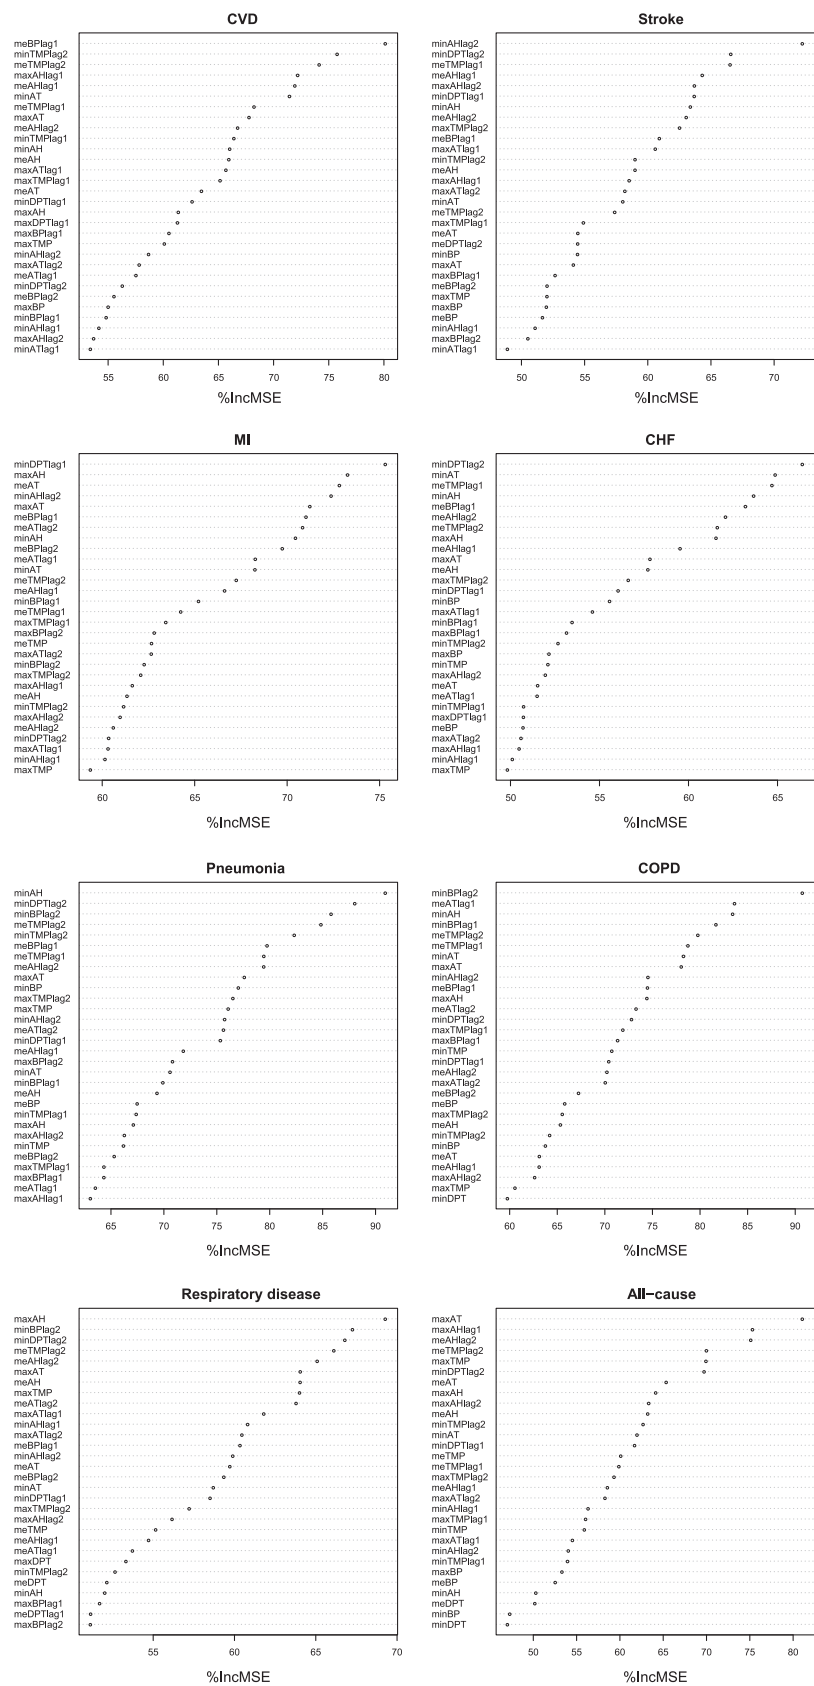 CVD
meBPlag1
minTMPlag2
meTMPlag2
maxAHlag1
meAHlag1
minAT
meTMPlag1
maxAT
meAHlag2
minTMPlag1
minAH
meAH
maxATlag1
maxTMPlag1
meAT
minDPTlag1
maxAH
maxDPTlag1
maxBPlag1
maxTMP
minAHlag2
maxATlag2
meATlag1
minDPTlag2
meBPlag2
maxBP
minBPlag1
minAHlag1
maxAHlag2
minATlag1
55 60 65 70 75 80
%IncMSE
Stroke
minAHlag2
minDPTlag2
meTMPlag1
meAHlag1
maxAHlag2
minDPTlag1
minAH
meAHlag2
maxTMPlag2
meBPlag1
maxATlag1
minTMPlag2
meAH
maxAHlag1
maxATlag2
minAT
meTMPlag2
maxTMPlag1
meAT
meDPTlag2
minBP
maxAT
maxBPlag1
meBPlag2
maxTMP
maxBP
meBP
minAHlag1
maxBPlag2
minATlag1
50 55 60 65 70
%IncMSE
MI
minDPTlag1
maxAH
meAT
minAHlag2
maxAT
meBPlag1
meATlag2
minAH
meBPlag2
meATlag1
minAT
meTMPlag2
meAHlag1
minBPlag1
meTMPlag1
maxTMPlag1
maxBPlag2
meTMP
maxATlag2
minBPlag2
maxTMPlag2
maxAHlag1
meAH
minTMPlag2
maxAHlag2
meAHlag2
minDPTlag2
maxATlag1
minAHlag1
maxTMP
60 65 70 75
%IncMSE
CHF
minDPTlag2
minAT
meTMPlag1
minAH
meBPlag1
meAHlag2
meTMPlag2
maxAH
meAHlag1
maxAT
meAH
maxTMPlag2
minDPTlag1
minBP
maxATlag1
minBPlag1
maxBPlag1
minTMPlag2
maxBP
minTMP
maxAHlag2
meAT
meATlag1
minTMPlag1
maxDPTlag1
meBP
maxATlag2
maxAHlag1
minAHlag1
maxTMP
50 55 60 65
%IncMSE
Pneumonia
minAH
minDPTlag2
minBPlag2
meTMPlag2
minTMPlag2
meBPlag1
meTMPlag1
meAHlag2
maxAT
minBP
maxTMPlag2
maxTMP
minAHlag2
meATlag2
minDPTlag1
meAHlag1
maxBPlag2
minAT
minBPlag1
meAH
meBP
minTMPlag1
maxAH
maxAHlag2
minTMP
meBPlag2
maxTMPlag1
maxBPlag1
meATlag1
maxAHlag1
65 70 75 80 85 90
%IncMSE
COPD
minBPlag2
meATlag1
minAH
minBPlag1
meTMPlag2
meTMPlag1
minAT
maxAT
minAHlag2
meBPlag1
maxAH
meATlag2
minDPTlag2
maxTMPlag1
maxBPlag1
minTMP
minDPTlag1
meAHlag2
maxATlag2
meBPlag2
meBP
maxTMPlag2
meAH
minTMPlag2
minBP
meAT
meAHlag1
maxAHlag2
maxTMP
minDPT
60 65 70 75 80 85 90
%IncMSE
Respiratory disease
maxAH
minBPlag2
minDPTlag2
meTMPlag2
meAHlag2
maxAT
meAH
maxTMP
meATlag2
maxATlag1
minAHlag1
maxATlag2
meBPlag1
minAHlag2
meAT
meBPlag2
minAT
minDPTlag1
maxTMPlag2
maxAHlag2
meTMP
meAHlag1
meATlag1
maxDPT
minTMPlag2
meDPT
minAH
maxBPlag1
meDPTlag1
maxBPlag2
55 60 65 70
%IncMSE
All−cause
maxAT
maxAHlag1
meAHlag2
meTMPlag2
maxTMP
minDPTlag2
meAT
maxAH
maxAHlag2
meAH
minTMPlag2
minAT
minDPTlag1
meTMP
meTMPlag1
maxTMPlag2
meAHlag1
maxATlag2
minAHlag1
maxTMPlag1
minTMP
maxATlag1
minAHlag2
minTMPlag1
maxBP
meBP
minAH
meDPT
minBP
minDPT
50 55 60 65 70 75 80
%IncMSE